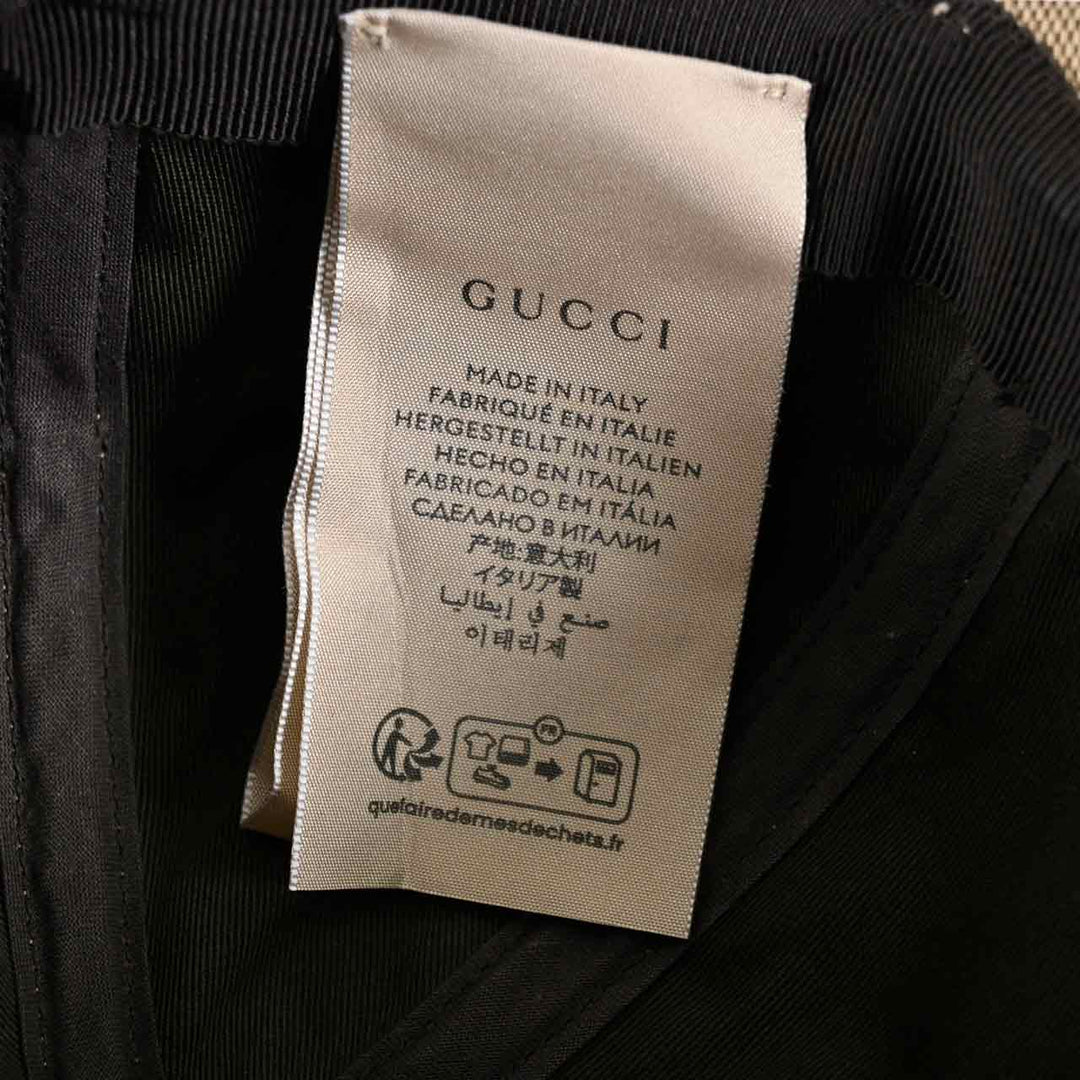 GUCCI
MADE IN ITALY
FABRIQUÉ EN ITALIE
HERGESTELLT IN ITALIEN
HECHO EN ITALIA
FABRICADO EM ITÁLIA
СДЕЛАНО В ИТАЛИИ
产地:意大利
イタリア製
صنع في إيطاليا
이태리제
FR
quefairedemesdechets.fr